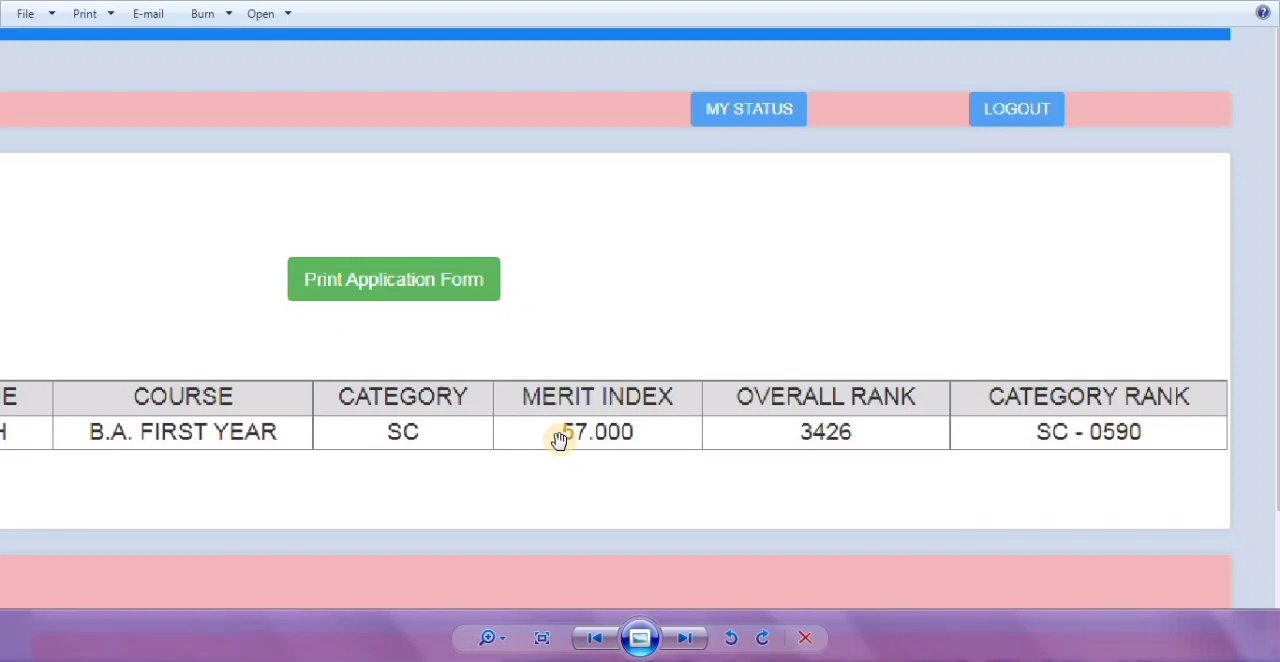 File Print E-mail Burn Open
MY STATUS LOGOUT
Print Application Form
E COURSE CATEGORY MERIT INDEX OVERALL RANK CATEGORY RANK
H B.A. FIRST YEAR SC 57.000 3426 SC - 0590